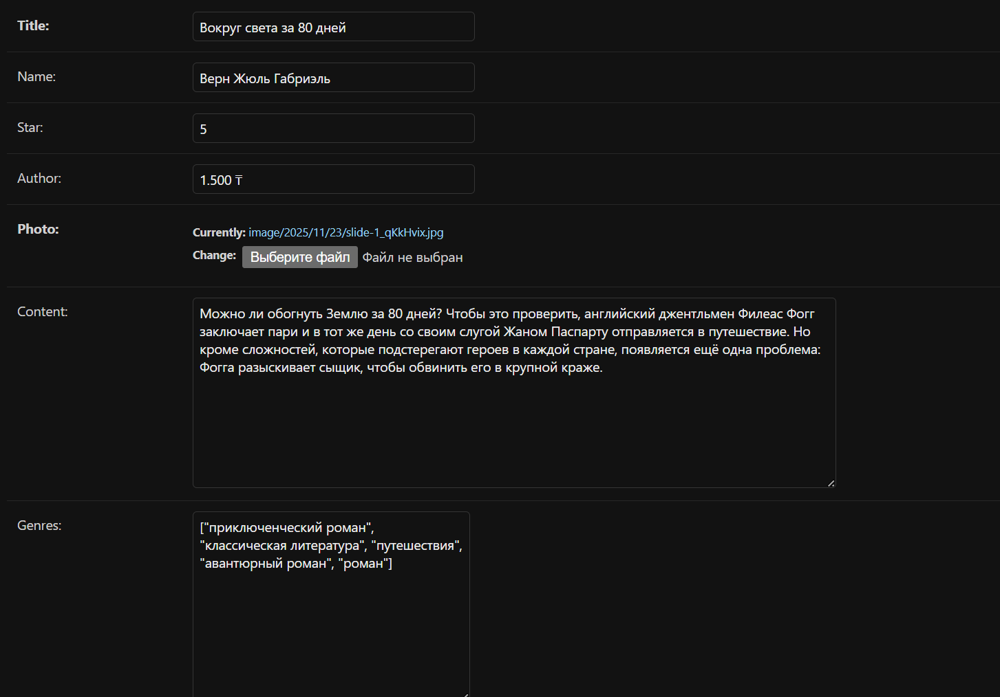 Title:
Вокруг света за 80 дней
Name:
Верн Жюль Габриэль
Star:
5
Author:
1.500 ₸
Photo:
Currently: image/2025/11/23/slide-1_qKkHvix.jpg
Change: Выберите файл Файл не выбран
Content:
Можно ли обогнуть Землю за 80 дней? Чтобы это проверить, английский джентльмен Филеас Фогг
заключает пари и в тот же день со своим слугой Жаном Паспарту отправляется в путешествие. Но
кроме сложностей, которые подстерегают героев в каждой стране, появляется ещё одна проблема:
Фогга разыскивает сыщик, чтобы обвинить его в крупной краже.
Genres:
["приключенческий роман",
"классическая литература", "путешествия",
"авантюрный роман", "роман"]